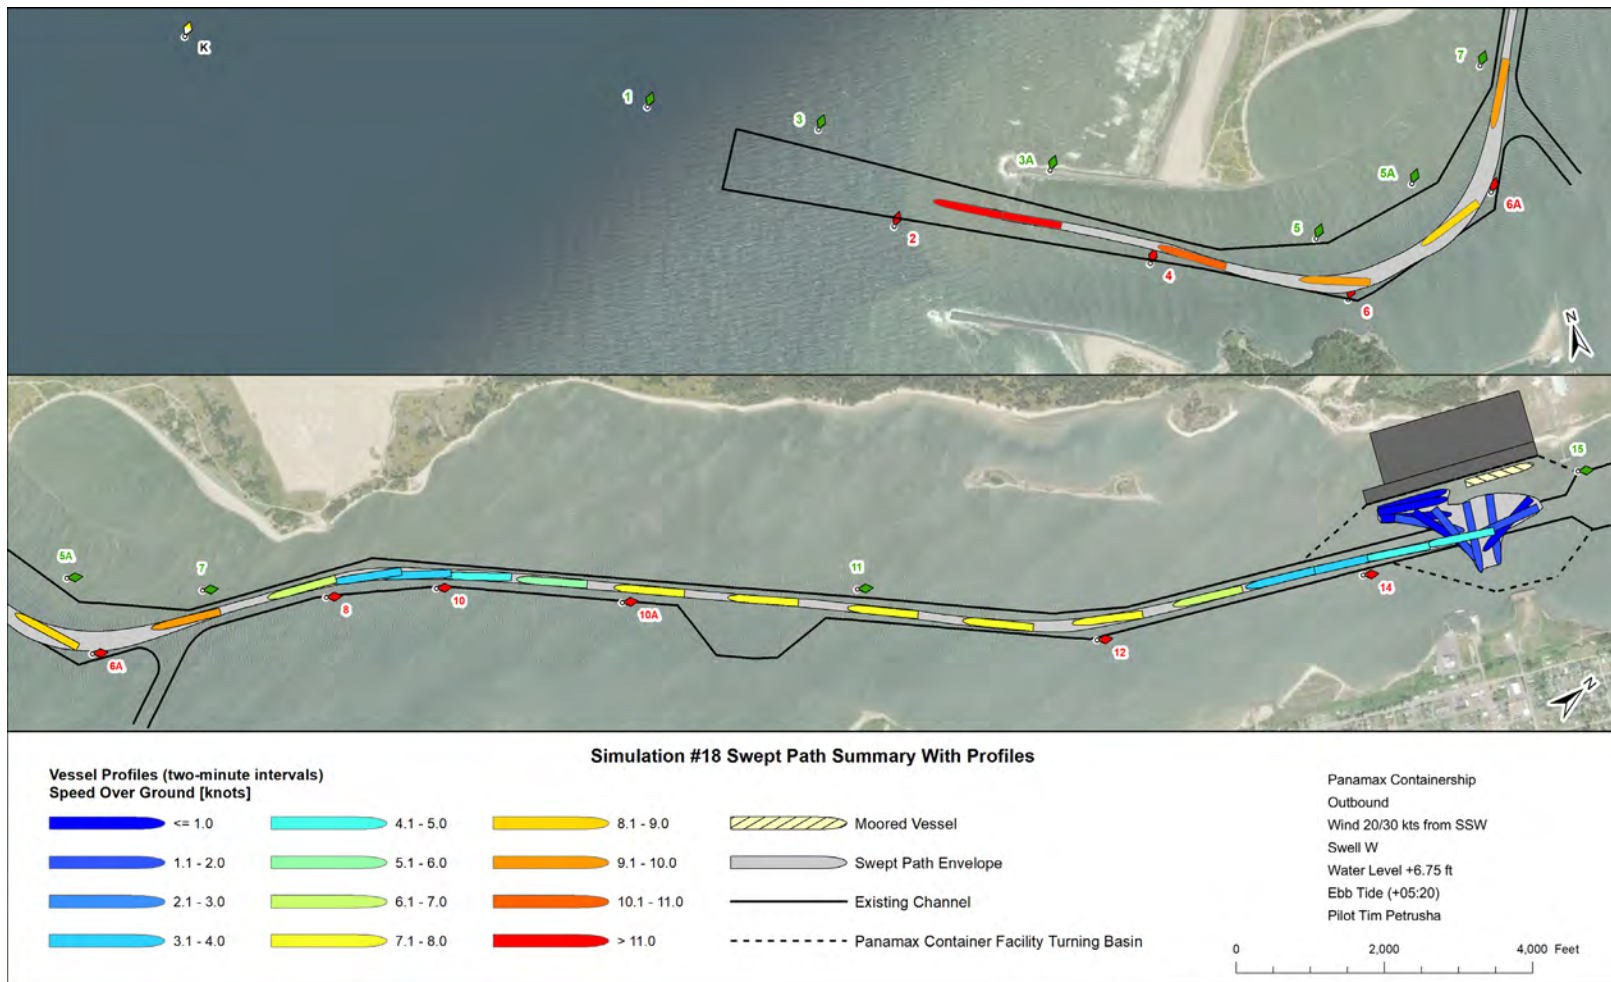 K
1
3
3A
7
5A
5
6A
2
4
6
N
5A
7
11
15
8
10
10A
12
14
6A
N
Simulation #18 Swept Path Summary With Profiles
Vessel Profiles (two-minute intervals)
Speed Over Ground [knots]
<= 1.0
1.1 - 2.0
2.1 - 3.0
3.1 - 4.0
4.1 - 5.0
5.1 - 6.0
6.1 - 7.0
7.1 - 8.0
8.1 - 9.0
9.1 - 10.0
10.1 - 11.0
> 11.0
Moored Vessel
Swept Path Envelope
Existing Channel
Panamax Container Facility Turning Basin
Panamax Containership
Outbound
Wind 20/30 kts from SSW
Swell W
Water Level +6.75 ft
Ebb Tide (+05:20)
Pilot Tim Petrusha
0 2,000 4,000 Feet